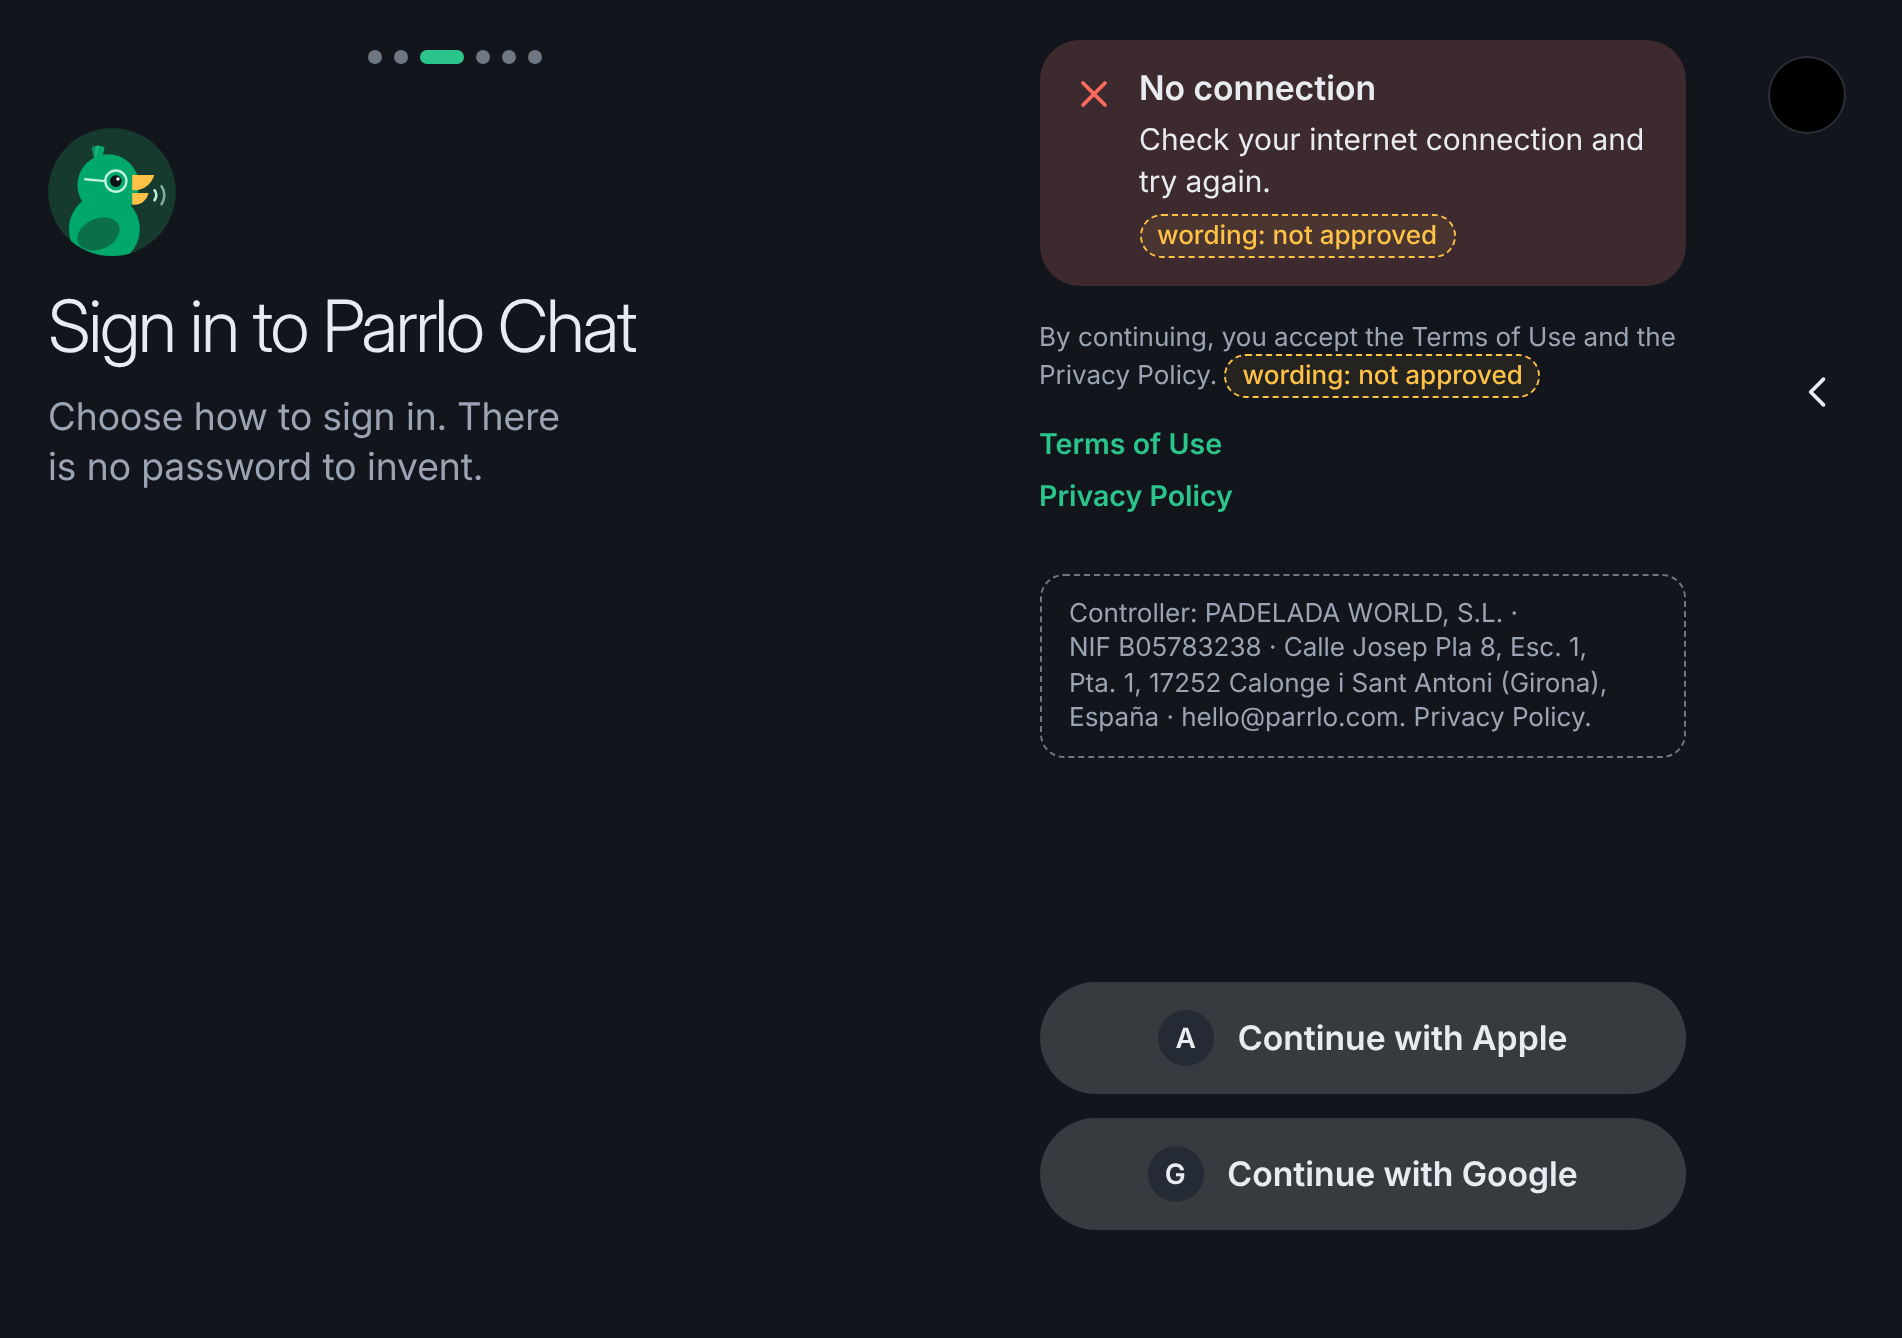 Sign in to Parrlo Chat
Choose how to sign in. There
is no password to invent.
No connection
Check your internet connection and
try again.
wording: not approved
By continuing, you accept the Terms of Use and the
Privacy Policy. wording: not approved
Terms of Use
Privacy Policy
Controller: PADELADA WORLD, S.L. ·
NIF B05783238 · Calle Josep Pla 8, Esc. 1,
Pta. 1, 17252 Calonge i Sant Antoni (Girona),
España · hello@parrlo.com. Privacy Policy.
A Continue with Apple
G Continue with Google